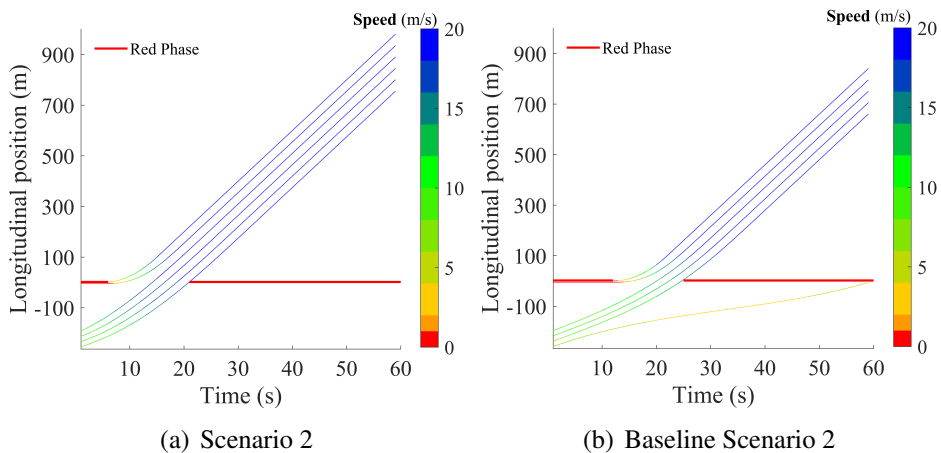 Speed (m/s)
Red Phase
900
700
500
300
100
-100
Longitudinal position (m)
10 20 30 40 50 60
Time (s)
20
15
10
5
0
(a) Scenario 2
Speed (m/s)
Red Phase
900
700
500
300
100
-100
Longitudinal position (m)
10 20 30 40 50 60
Time (s)
20
15
10
5
0
(b) Baseline Scenario 2